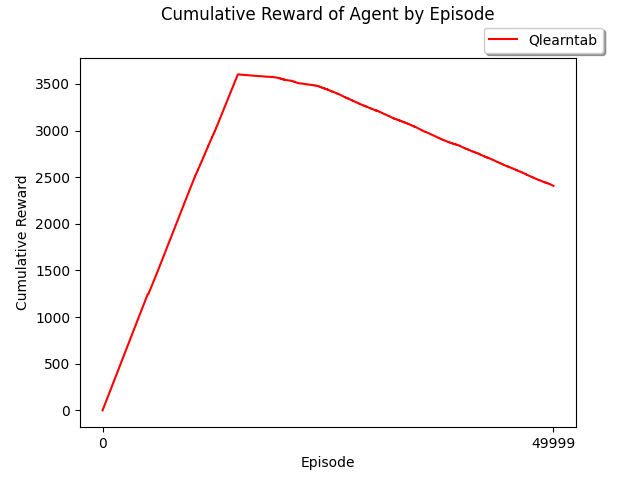 Cumulative Reward of Agent by Episode
Qlearntab
3500
3000
2500
2000
1500
1000
500
0
Cumulative Reward
0 49999
Episode